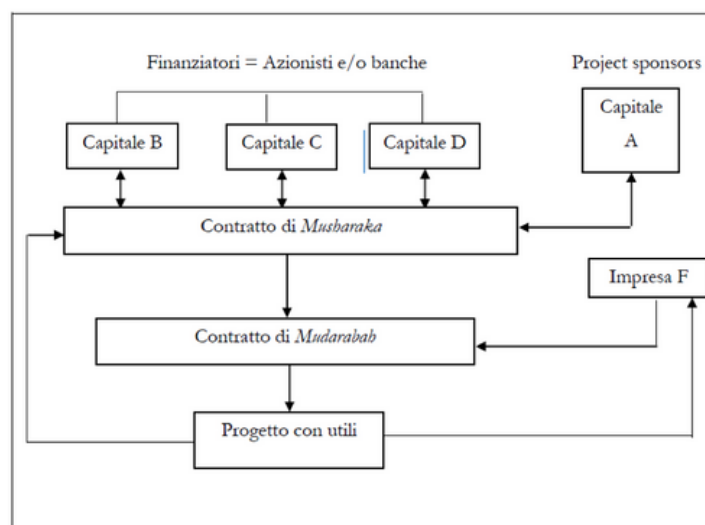 Finanziatori = Azionisti e/o banche
Project sponsors
Capitale B
Capitale C
Capitale D
Capitale
A
Contratto di Musharaka
Impresa F
Contratto di Mudarabah
Progetto con utili